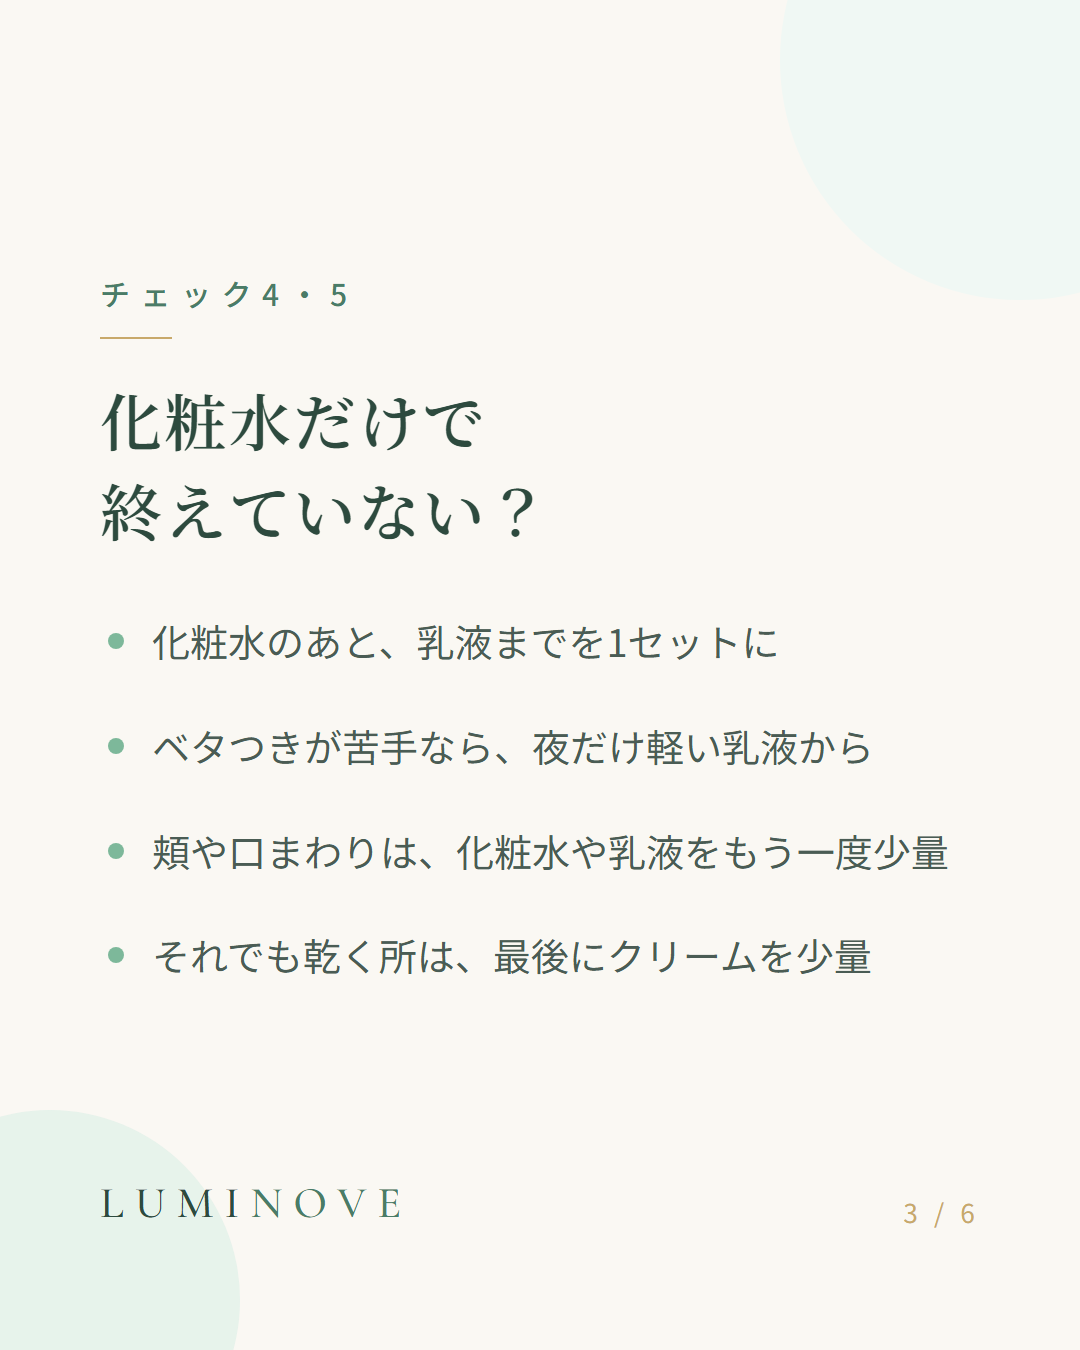 チェック4・5
化粧水だけで
終えていない？
化粧水のあと、乳液までを1セットに
ベタつきが苦手なら、夜だけ軽い乳液から
頬や口まわりは、化粧水や乳液をもう一度少量
それでも乾く所は、最後にクリームを少量
LUMINOVE
3 / 6